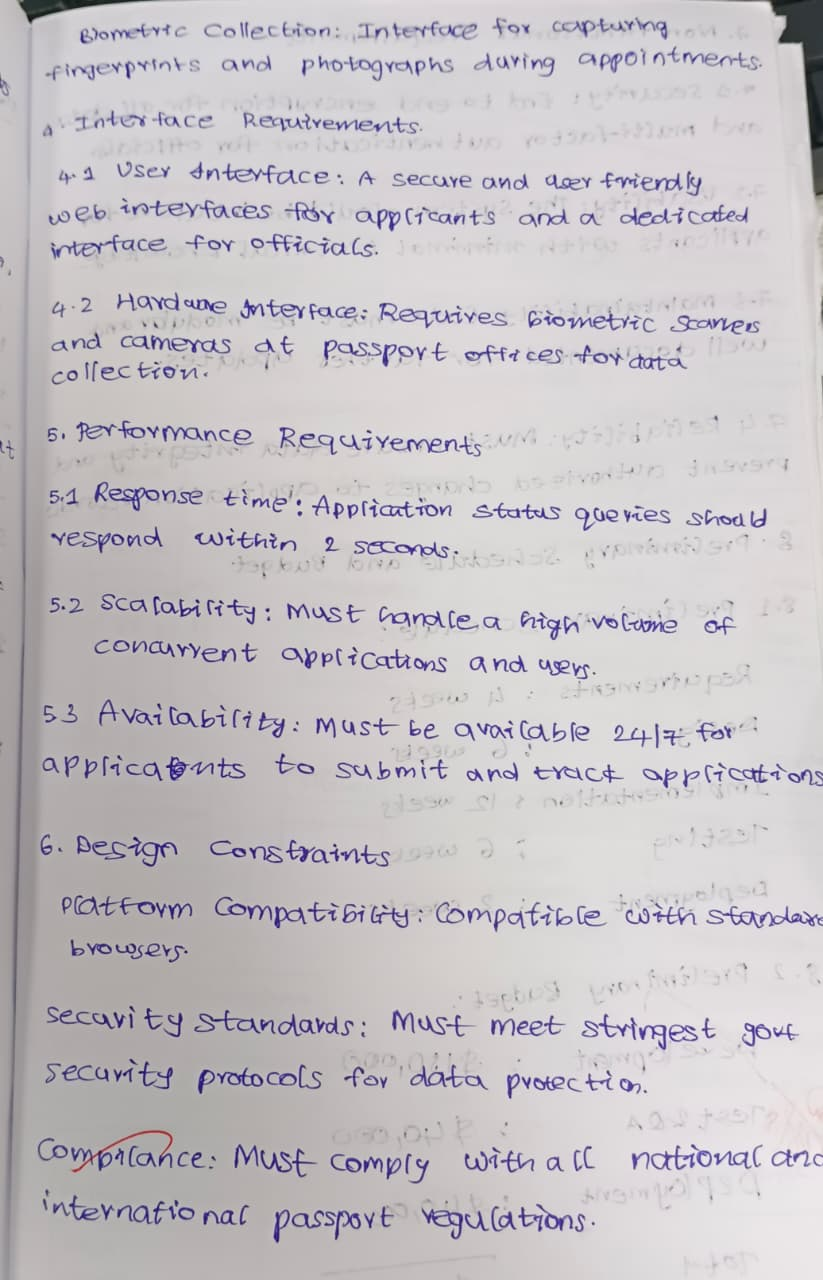 Biometric Collection: Interface for capturing
fingerprints and photographs during appointments.
4. Interface Requirements.
4.1 User Interface: A secure and user friendly
web interfaces for applicants and a dedicated
interface for officials.
4.2 Hardware Interface: Requires biometric scanners
and cameras at passport offices for data
collection.
5. Performance Requirements
5.1 Response time: Application status queries should
respond within 2 seconds.
5.2 Scalability: Must handle a high volume of
concurrent applications and users.
5.3 Availability: Must be available 24/7 for
applicants to submit and track applications
6. Design Constraints
Platform Compatibility: Compatible with standard
browsers.
Security standards: Must meet stringest govt
security protocols for data protection.
Compilance: Must comply with all national and
international passport regulations.